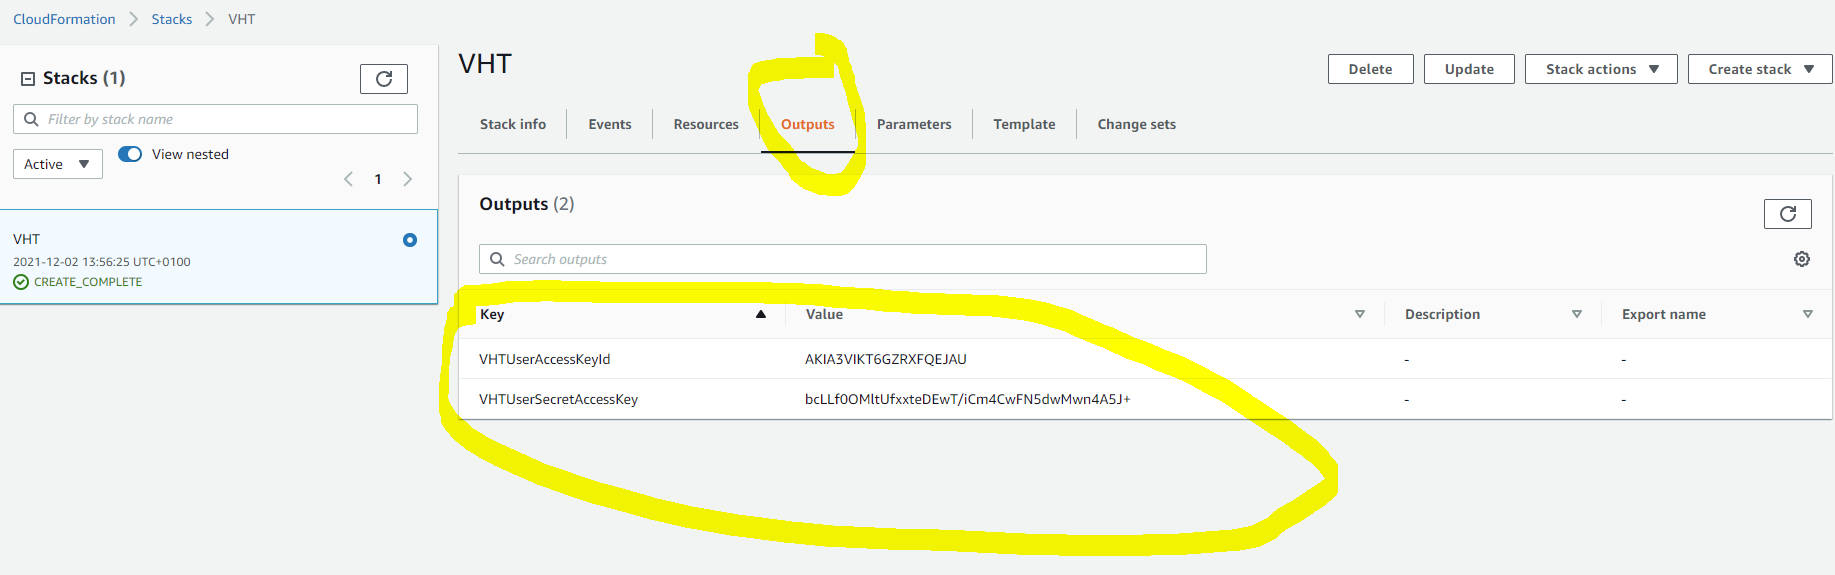 CloudFormation > Stacks > VHT
Stacks (1)
Filter by stack name
Active
View nested
1
VHT
2021-12-02 13:56:25 UTC+0100
CREATE_COMPLETE
VHT
Delete Update Stack actions Create stack
Stack info Events Resources Outputs Parameters Template Change sets
Outputs (2)
Search outputs
Key Value Description Export name
VHTUserAccessKeyId AKIA3VIKT6GZRXFQEJAU - -
VHTUserSecretAccessKey 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 - -